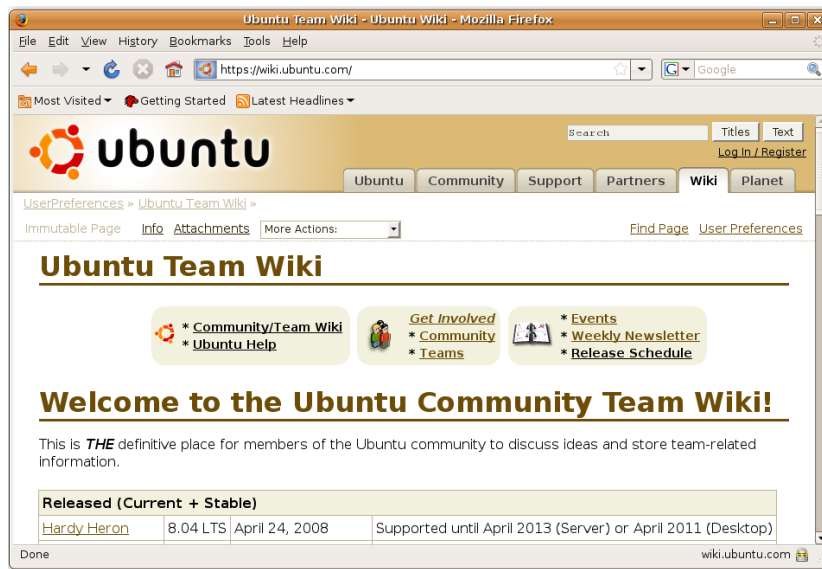 Ubuntu Team Wiki - Ubuntu Wiki - Mozilla Firefox
File Edit View History Bookmarks Tools Help
https://wiki.ubuntu.com/ G Google
Most Visited Getting Started Latest Headlines
ubuntu
Search Titles Text
Log In / Register
Ubuntu Community Support Partners Wiki Planet
UserPreferences » Ubuntu Team Wiki »
Immutable Page Info Attachments More Actions: Find Page User Preferences
Ubuntu Team Wiki
* Community/Team Wiki
* Ubuntu Help
Get Involved
* Community
* Teams
* Events
* Weekly Newsletter
* Release Schedule
Welcome to the Ubuntu Community Team Wiki!
This is THE definitive place for members of the Ubuntu community to discuss ideas and store team-related
information.
Released (Current + Stable)
Hardy Heron 8.04 LTS April 24, 2008 Supported until April 2013 (Server) or April 2011 (Desktop)
Done wiki.ubuntu.com